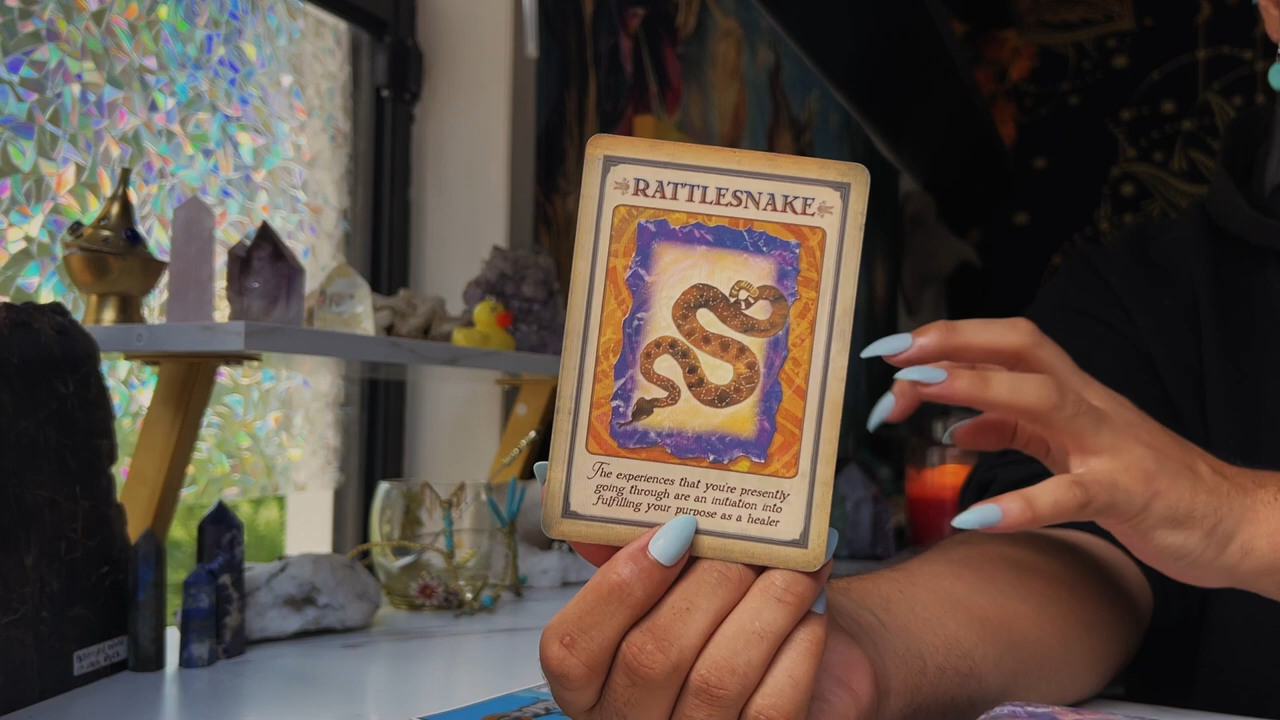 RATTLESNAKE
The experiences that you're presently
going through are an initiation into
fulfilling your purpose as a healer